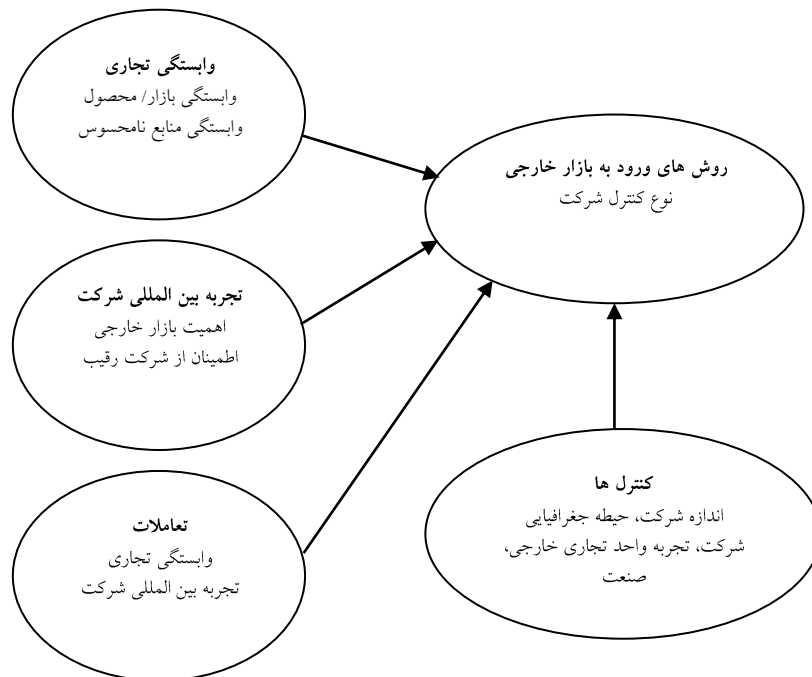 وابستگی تجاری
وابستگی بازار/ محصول
وابستگی منابع نامحسوس
روش های ورود به بازار خارجی
نوع کنترل شرکت
تجربه بین المللی شرکت
اهمیت بازار خارجی
اطمینان از شرکت رقیب
کنترل ها
اندازه شرکت، حیطه جغرافیایی
شرکت، تجربه واحد تجاری خارجی،
صنعت
تعاملات
وابستگی تجاری
تجربه بین المللی شرکت